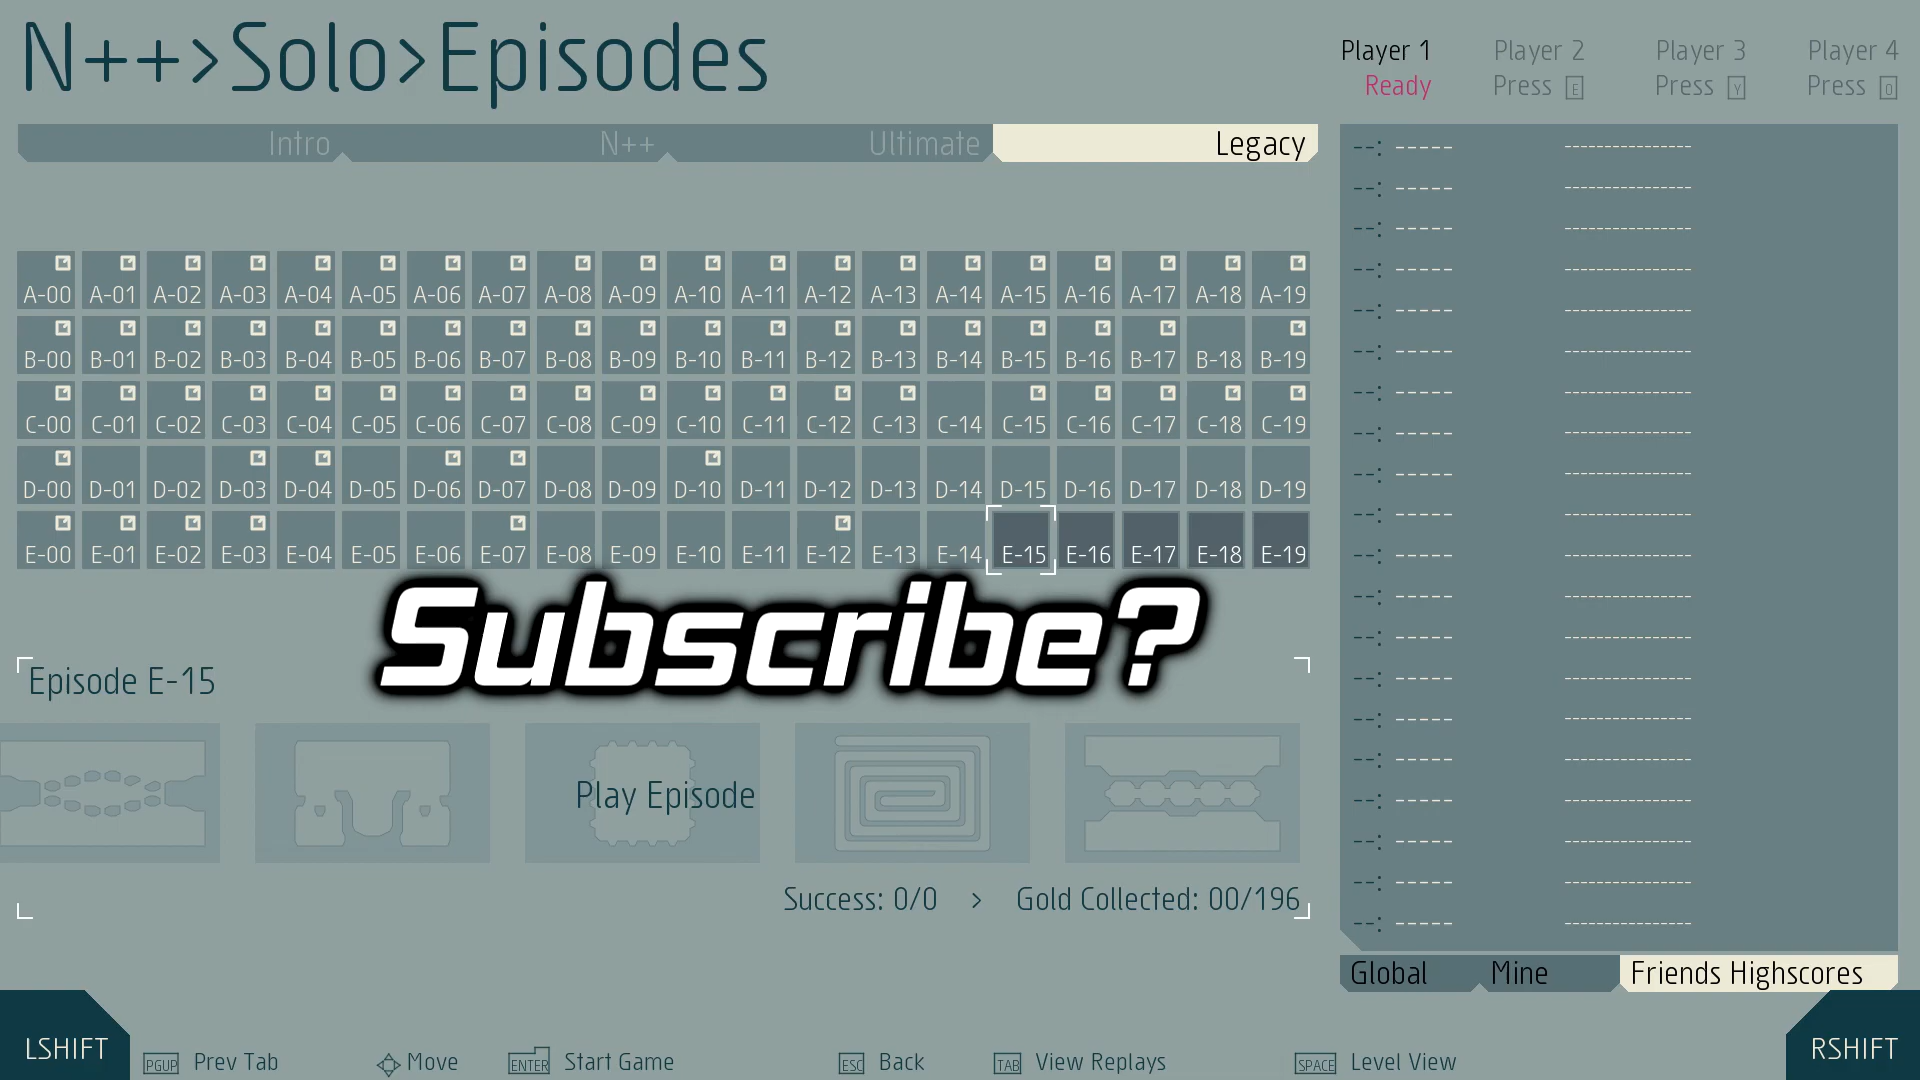 N++>Solo>Episodes
Player 1 Player 2 Player 3 Player 4
Ready Press E Press Y Press O
Intro N++ Ultimate Legacy
A-00 A-01 A-02 A-03 A-04 A-05 A-06 A-07 A-08 A-09 A-10 A-11 A-12 A-13 A-14 A-15 A-16 A-17 A-18 A-19
B-00 B-01 B-02 B-03 B-04 B-05 B-06 B-07 B-08 B-09 B-10 B-11 B-12 B-13 B-14 B-15 B-16 B-17 B-18 B-19
C-00 C-01 C-02 C-03 C-04 C-05 C-06 C-07 C-08 C-09 C-10 C-11 C-12 C-13 C-14 C-15 C-16 C-17 C-18 C-19
D-00 D-01 D-02 D-03 D-04 D-05 D-06 D-07 D-08 D-09 D-10 D-11 D-12 D-13 D-14 D-15 D-16 D-17 D-18 D-19
E-00 E-01 E-02 E-03 E-04 E-05 E-06 E-07 E-08 E-09 E-10 E-11 E-12 E-13 E-14 E-15 E-16 E-17 E-18 E-19
Subscribe?
Episode E-15
Play Episode
Success: 0/0 > Gold Collected: 00/196
Global Mine Friends Highscores
LSHIFT PGUP Prev Tab Move ENTER Start Game ESC Back TAB View Replays SPACE Level View RSHIFT